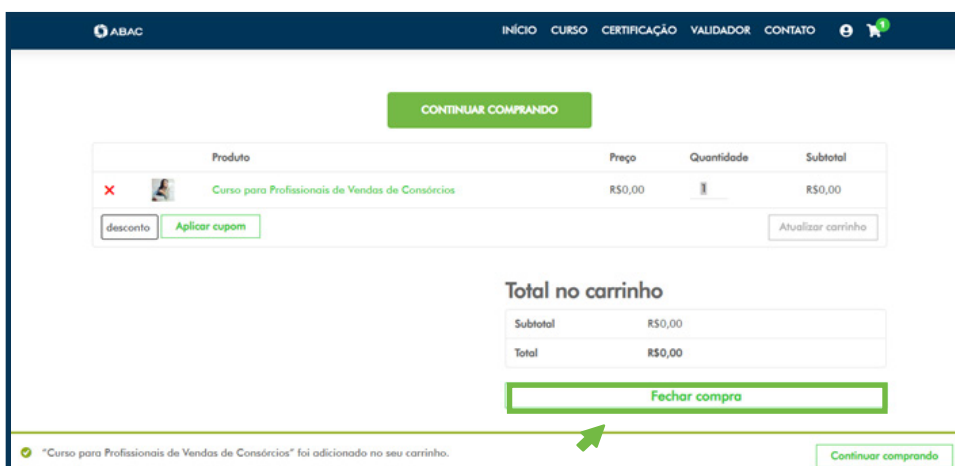 ABAC INÍCIO CURSO CERTIFICAÇÃO VALIDADOR CONTATO 1
CONTINUAR COMPRANDO
Produto Preço Quantidade Subtotal
Curso para Profissionais de Vendas de Consórcios R$0,00 1 R$0,00
desconto Aplicar cupom Atualizar carrinho
Total no carrinho
Subtotal R$0,00
Total R$0,00
Fechar compra
"Curso para Profissionais de Vendas de Consórcios" foi adicionado no seu carrinho. Continuar comprando